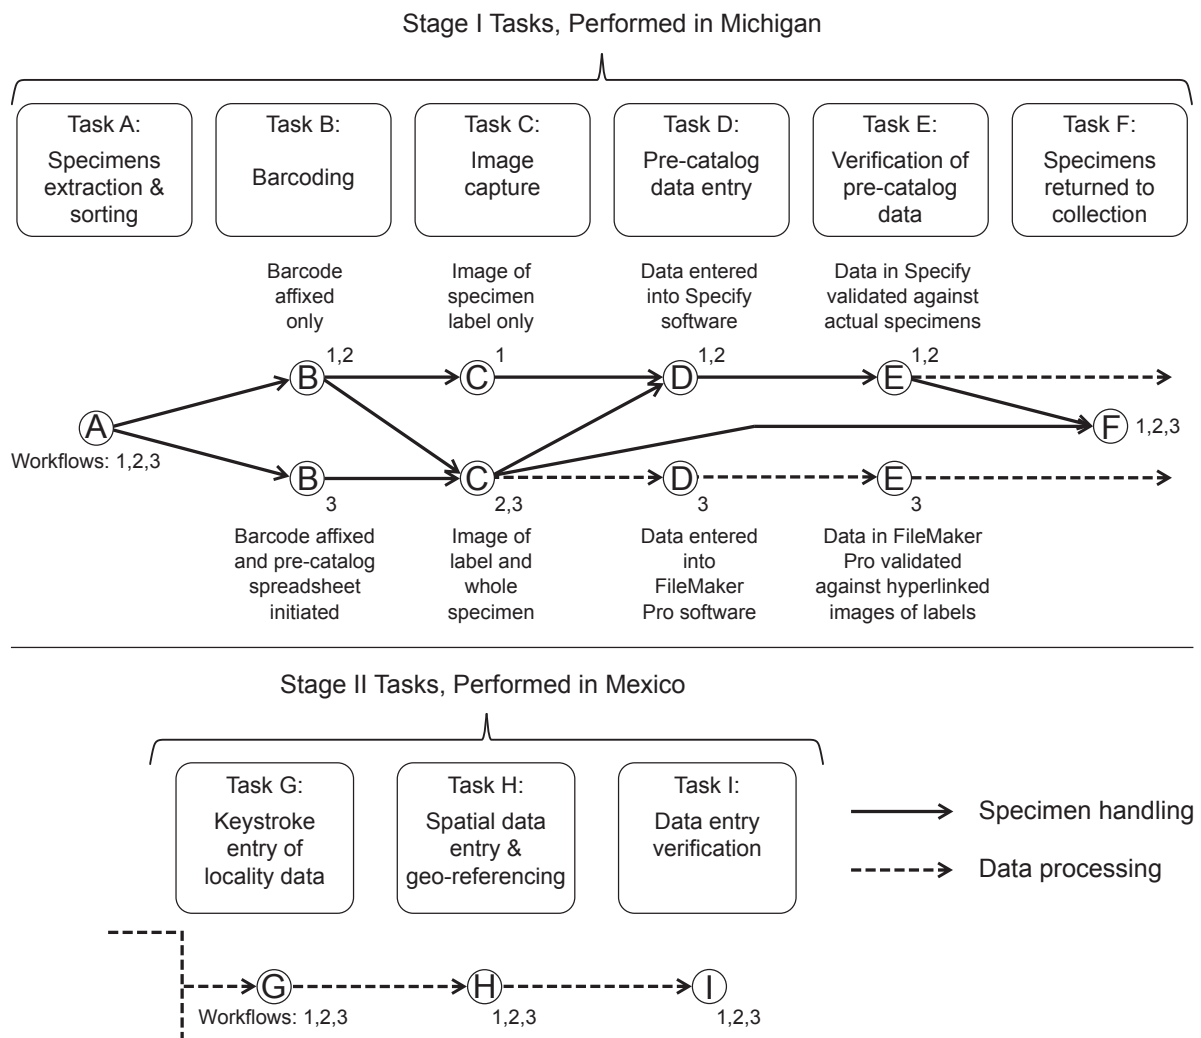 Stage I Tasks, Performed in Michigan
Task A:
Specimens
extraction &
sorting
Task B:
Barcoding
Task C:
Image
capture
Task D:
Pre-catalog
data entry
Task E:
Verification of
pre-catalog
data
Task F:
Specimens
returned to
collection
Barcode
affixed
only
Image of
specimen
label only
Data entered
into Specify
software
Data in Specify
validated against
actual specimens
B 1,2
C 1
D 1,2
E 1,2
A
Workflows: 1,2,3
F 1,2,3
B 3
C 2,3
D 3
E 3
Barcode affixed
and pre-catalog
spreadsheet
initiated
Image of
label and
whole
specimen
Data entered
into
FileMaker
Pro software
Data in FileMaker
Pro validated
against hyperlinked
images of labels
Stage II Tasks, Performed in Mexico
Task G:
Keystroke
entry of
locality data
Task H:
Spatial data
entry &
geo-referencing
Task I:
Data entry
verification
Specimen handling
Data processing
G
Workflows: 1,2,3
H
1,2,3
I
1,2,3